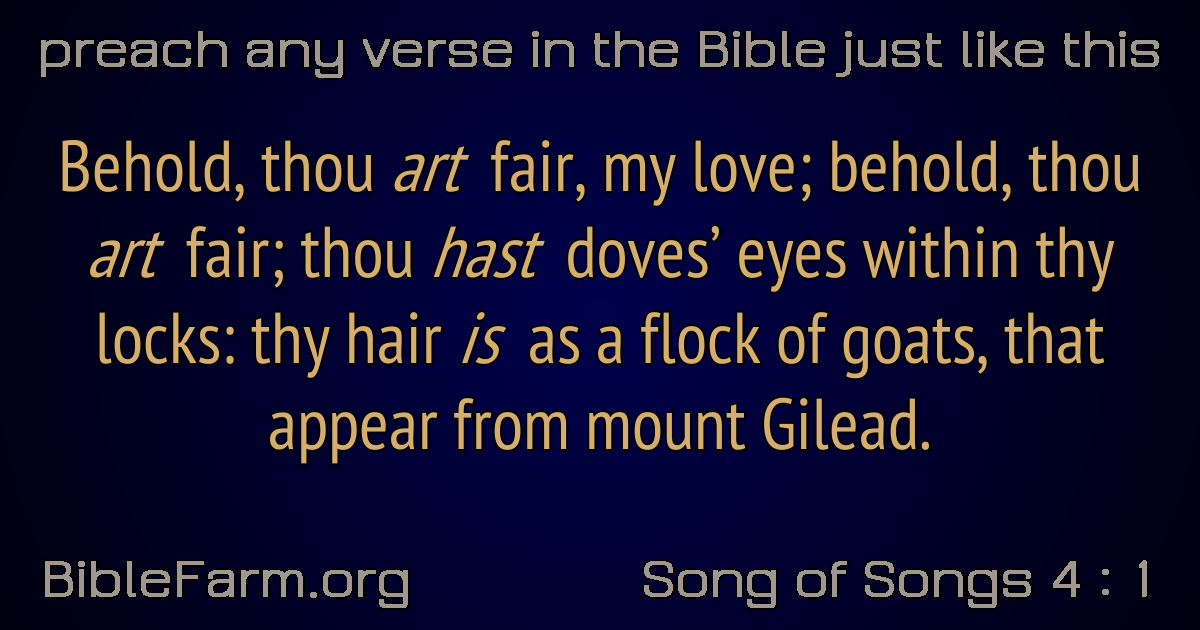 preach any verse in the Bible just like this
Behold, thou art fair, my love; behold, thou
art fair; thou hast doves’ eyes within thy
locks: thy hair is as a flock of goats, that
appear from mount Gilead.
BibleFarm.org
Song of Songs 4 : 1